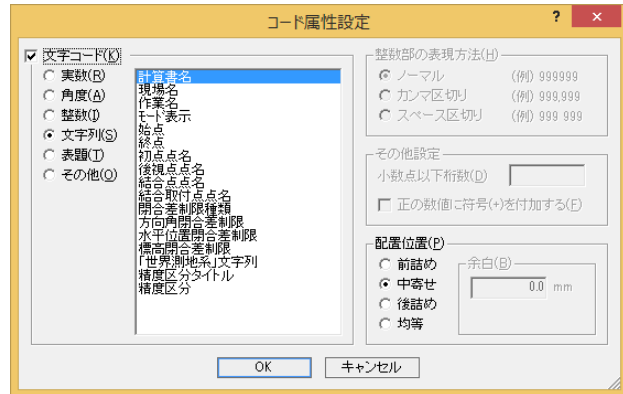 コード属性設定
? ×
文字コード(K)
実数(R)
角度(A)
整数(I)
文字列(S)
表題(T)
その他(O)
計算書名
現場名
作業名
モード表示
始点
終点
初点点名
後視点点名
結合点点名
結合取付点点名
閉合差制限種類
方向角閉合差制限
水平位置閉合差制限
標高閉合差制限
「世界測地系」文字列
精度区分タイトル
精度区分
整数部の表現方法(H)
ノーマル (例) 999999
カンマ区切り (例) 999,999
スペース区切り (例) 999 999
その他設定
小数点以下桁数(D)
正の数値に符号(+)を付加する(F)
配置位置(P)
前詰め
中寄せ
後詰め
均等
余白(B)
0.0 mm
OK キャンセル